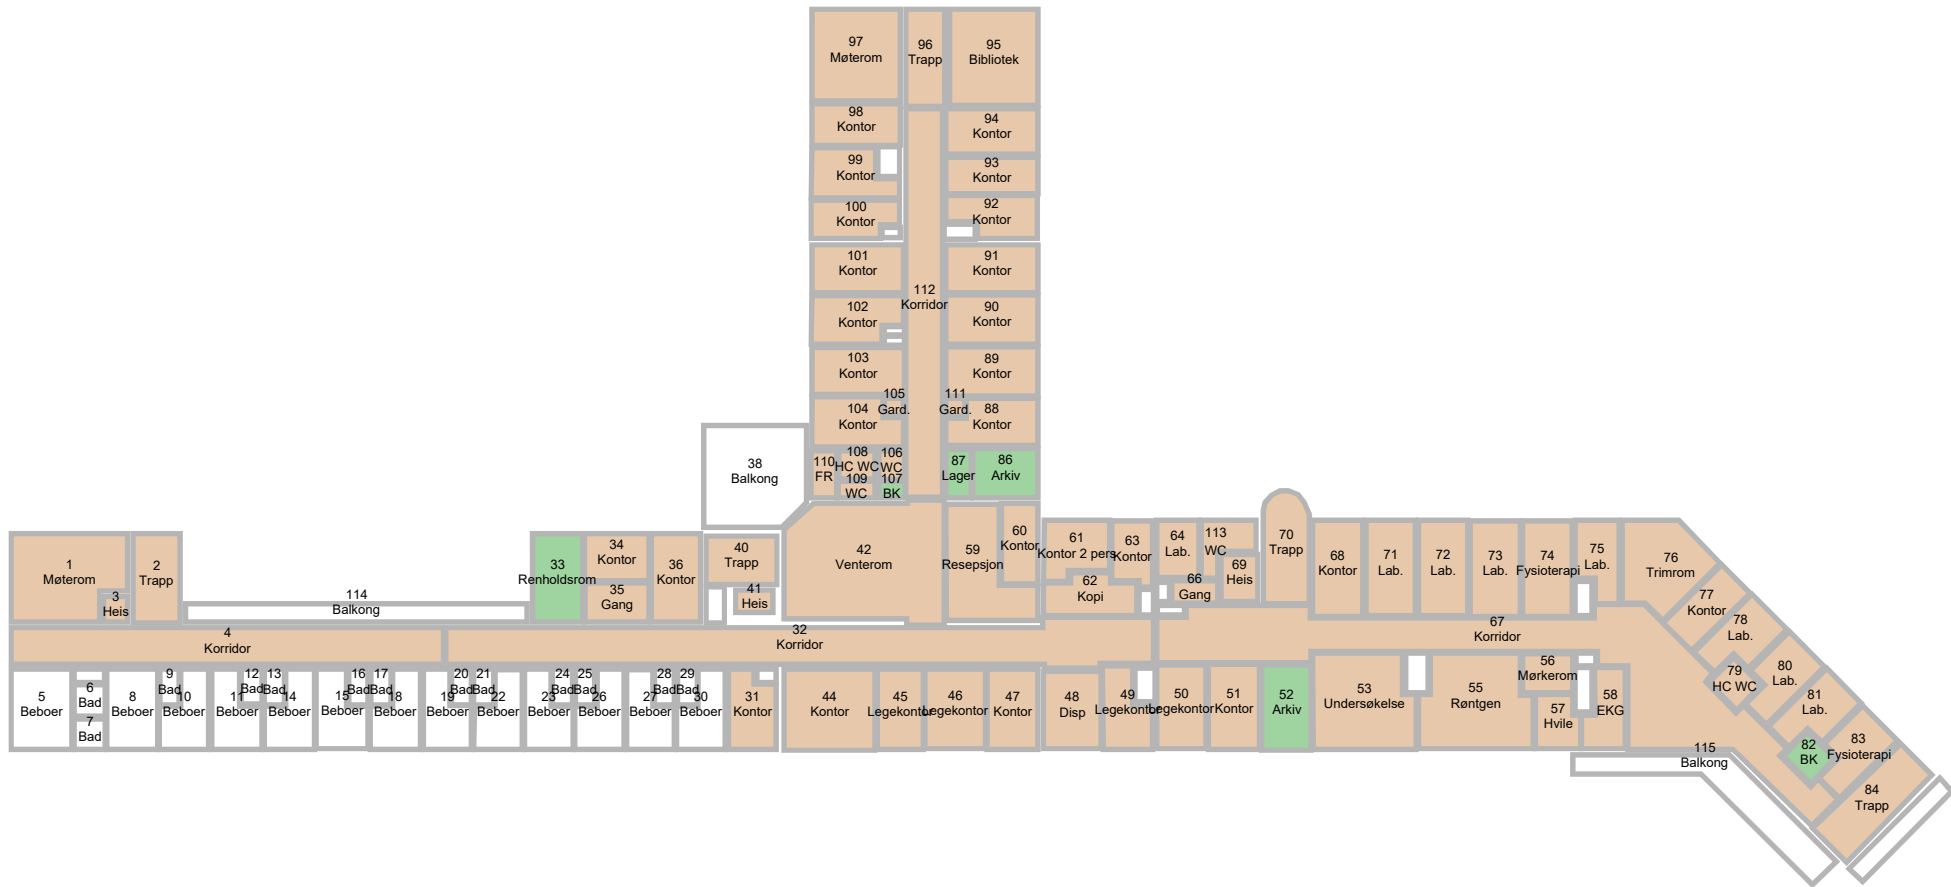 97
Møterom
96
Trapp
95
Bibliotek
98
Kontor
94
Kontor
99
Kontor
93
Kontor
100
Kontor
92
Kontor
101
Kontor
91
Kontor
112
Korridor
102
Kontor
90
Kontor
103
Kontor
89
Kontor
105
Gard.
111
Gard.
104
Kontor
88
Kontor
110
FR
108
HC WC
106
WC
109
WC
107
BK
87
Lager
86
Arkiv
38
Balkong
1
Møterom
2
Trapp
3
Heis
114
Balkong
33
Renholdsrom
34
Kontor
35
Gang
36
Kontor
40
Trapp
41
Heis
42
Venterom
59
Resepsjon
60
Kontor
61
Kontor 2 pers
62
Kopi
63
Kontor
64
Lab.
113
WC
66
Gang
69
Heis
70
Trapp
68
Kontor
71
Lab.
72
Lab.
73
Lab.
74
Fysioterapi
75
Lab.
76
Trimrom
77
Kontor
78
Lab.
79
HC WC
80
Lab.
81
Lab.
82
BK
83
Fysioterapi
84
Trapp
4
Korridor
32
Korridor
67
Korridor
5
Beboer
6
Bad
7
Bad
8
Beboer
9
Bad
10
Beboer
11
Beboer
12
Bad
13
Bad
14
Beboer
15
Beboer
16
Bad
17
Bad
18
Beboer
19
Beboer
20
Bad
21
Bad
22
Beboer
23
Beboer
24
Bad
25
Bad
26
Beboer
27
Beboer
28
Bad
29
Bad
30
Beboer
31
Kontor
44
Kontor
45
Legekontor
46
Legekontor
47
Kontor
48
Disp
49
Legekontor
50
Legekontor
51
Kontor
52
Arkiv
53
Undersøkelse
55
Røntgen
56
Mørkerom
57
Hvile
58
EKG
115
Balkong